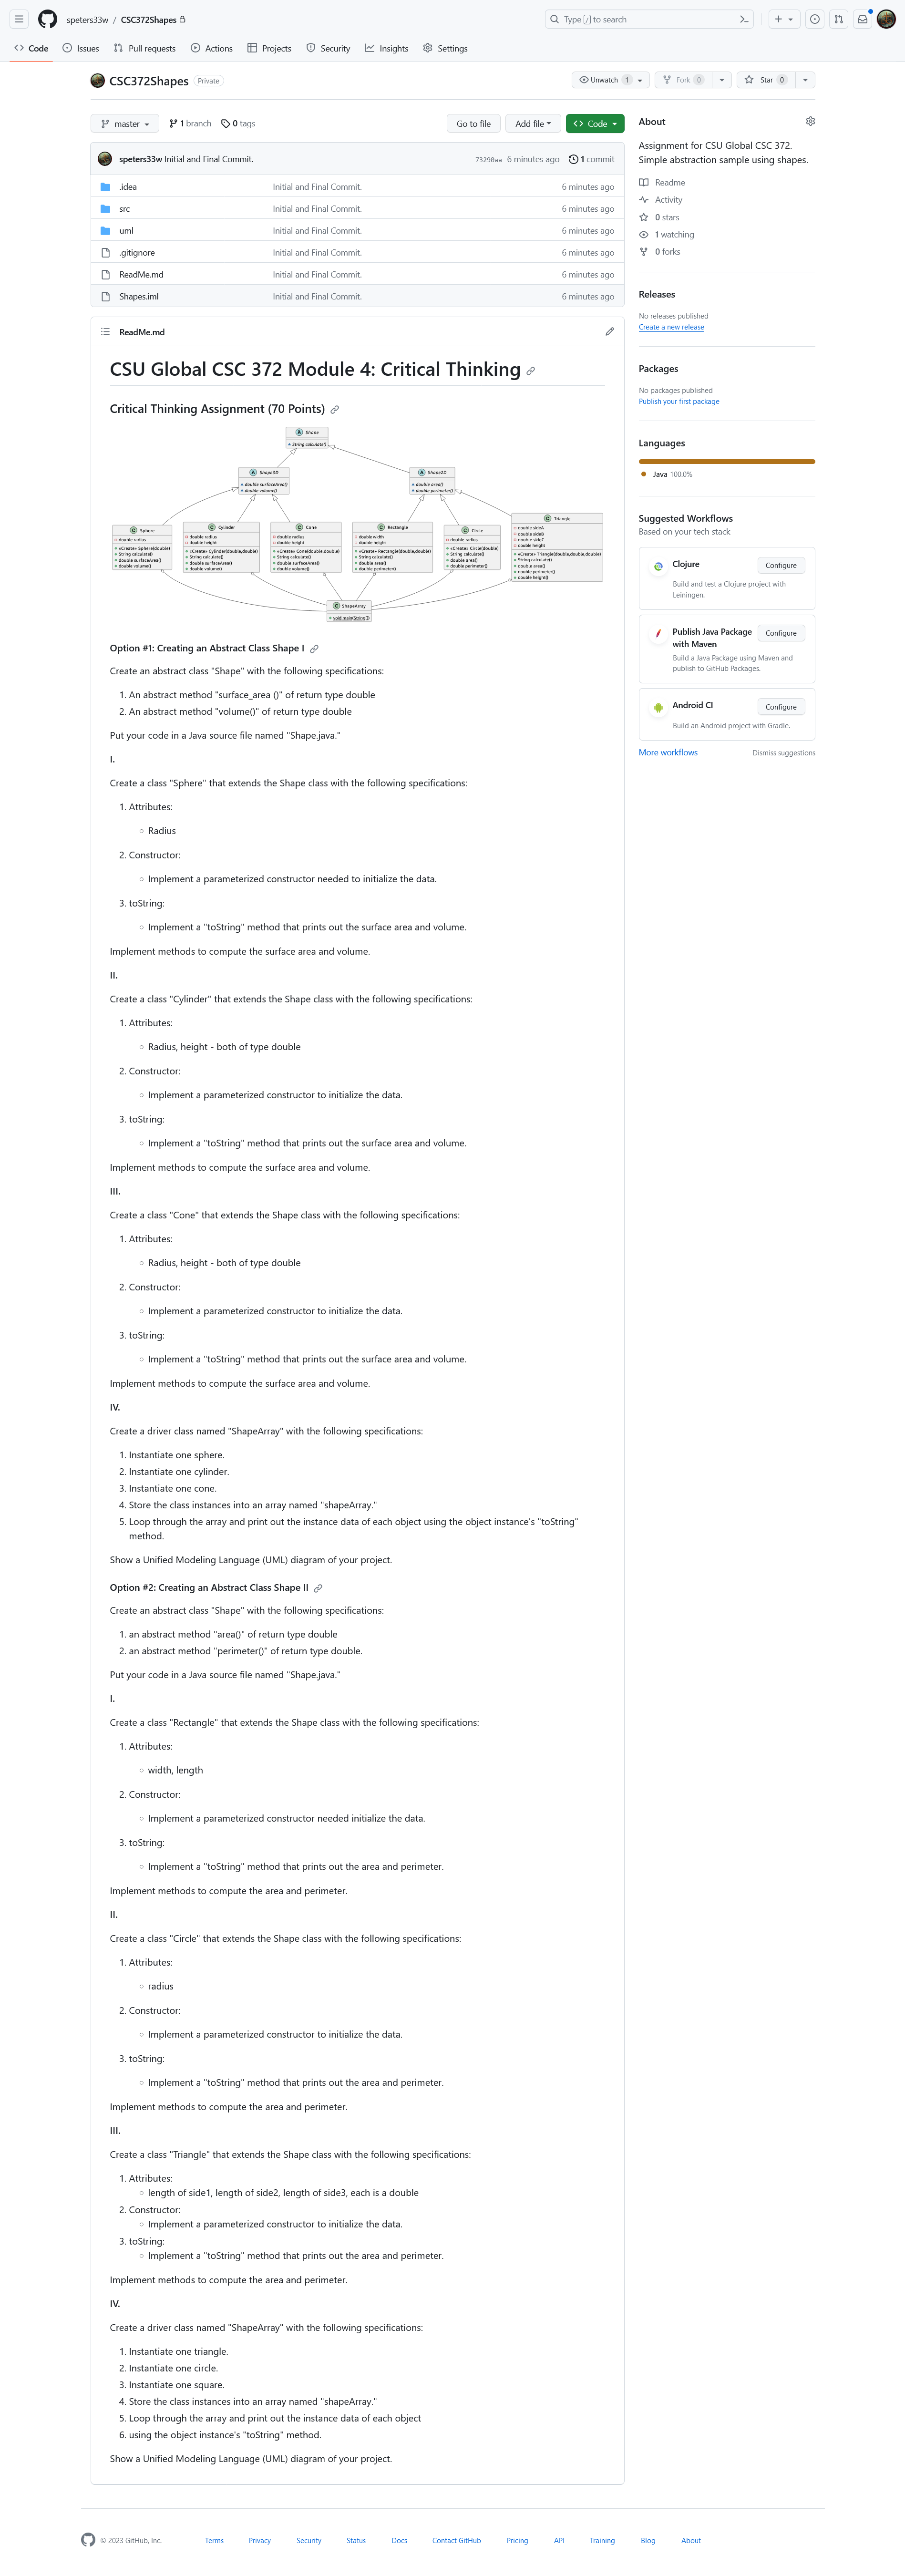 speters33w / CSC372Shapes
Type / to search
Code Issues Pull requests Actions Projects Security Insights Settings
CSC372Shapes Private
Unwatch 1 Fork 0 Star 0
master 1 branch 0 tags Go to file Add file Code
speters33w Initial and Final Commit. 73290aa 6 minutes ago 1 commit
.idea Initial and Final Commit. 6 minutes ago
src Initial and Final Commit. 6 minutes ago
uml Initial and Final Commit. 6 minutes ago
.gitignore Initial and Final Commit. 6 minutes ago
ReadMe.md Initial and Final Commit. 6 minutes ago
Shapes.iml Initial and Final Commit. 6 minutes ago
ReadMe.md
CSU Global CSC 372 Module 4: Critical Thinking
Critical Thinking Assignment (70 Points)
A Shape
String calculate()
A Shape3D
double surfaceArea()
double volume()
A Shape2D
double area()
double perimeter()
C Sphere
double radius
«Create» Sphere(double)
String calculate()
double surfaceArea()
double volume()
C Cylinder
double radius
double height
«Create» Cylinder(double,double)
String calculate()
double surfaceArea()
double volume()
C Cone
double radius
double height
«Create» Cone(double,double)
String calculate()
double surfaceArea()
double volume()
C Rectangle
double width
double height
«Create» Rectangle(double,double)
String calculate()
double area()
double perimeter()
C Circle
double radius
«Create» Circle(double)
String calculate()
double area()
double perimeter()
C Triangle
double sideA
double sideB
double sideC
double height
«Create» Triangle(double,double,double)
String calculate()
double area()
double perimeter()
double height()
C ShapeArray
void main(String[])
Option #1: Creating an Abstract Class Shape I
Create an abstract class "Shape" with the following specifications:
1. An abstract method "surface_area ()" of return type double
2. An abstract method "volume()" of return type double
Put your code in a Java source file named "Shape.java."
I.
Create a class "Sphere" that extends the Shape class with the following specifications:
1. Attributes:
Radius
2. Constructor:
Implement a parameterized constructor needed to initialize the data.
3. toString:
Implement a "toString" method that prints out the surface area and volume.
Implement methods to compute the surface area and volume.
II.
Create a class "Cylinder" that extends the Shape class with the following specifications:
1. Attributes:
Radius, height - both of type double
2. Constructor:
Implement a parameterized constructor to initialize the data.
3. toString:
Implement a "toString" method that prints out the surface area and volume.
Implement methods to compute the surface area and volume.
III.
Create a class "Cone" that extends the Shape class with the following specifications:
1. Attributes:
Radius, height - both of type double
2. Constructor:
Implement a parameterized constructor to initialize the data.
3. toString:
Implement a "toString" method that prints out the surface area and volume.
Implement methods to compute the surface area and volume.
IV.
Create a driver class named "ShapeArray" with the following specifications:
1. Instantiate one sphere.
2. Instantiate one cylinder.
3. Instantiate one cone.
4. Store the class instances into an array named "shapeArray."
5. Loop through the array and print out the instance data of each object using the object instance's "toString"
method.
Show a Unified Modeling Language (UML) diagram of your project.
Option #2: Creating an Abstract Class Shape II
Create an abstract class "Shape" with the following specifications:
1. an abstract method "area()" of return type double
2. an abstract method "perimeter()" of return type double.
Put your code in a Java source file named "Shape.java."
I.
Create a class "Rectangle" that extends the Shape class with the following specifications:
1. Attributes:
width, length
2. Constructor:
Implement a parameterized constructor needed initialize the data.
3. toString:
Implement a "toString" method that prints out the area and perimeter.
Implement methods to compute the area and perimeter.
II.
Create a class "Circle" that extends the Shape class with the following specifications:
1. Attributes:
radius
2. Constructor:
Implement a parameterized constructor to initialize the data.
3. toString:
Implement a "toString" method that prints out the area and perimeter.
Implement methods to compute the area and perimeter.
III.
Create a class "Triangle" that extends the Shape class with the following specifications:
1. Attributes:
length of side1, length of side2, length of side3, each is a double
2. Constructor:
Implement a parameterized constructor to initialize the data.
3. toString:
Implement a "toString" method that prints out the area and perimeter.
Implement methods to compute the area and perimeter.
IV.
Create a driver class named "ShapeArray" with the following specifications:
1. Instantiate one triangle.
2. Instantiate one circle.
3. Instantiate one square.
4. Store the class instances into an array named "shapeArray."
5. Loop through the array and print out the instance data of each object
6. using the object instance's "toString" method.
Show a Unified Modeling Language (UML) diagram of your project.
About
Assignment for CSU Global CSC 372.
Simple abstraction sample using shapes.
Readme
Activity
0 stars
1 watching
0 forks
Releases
No releases published
Create a new release
Packages
No packages published
Publish your first package
Languages
Java 100.0%
Suggested Workflows
Based on your tech stack
Clojure Configure
Build and test a Clojure project with
Leiningen.
Publish Java Package
with Maven
Configure
Build a Java Package using Maven and
publish to GitHub Packages.
Android CI Configure
Build an Android project with Gradle.
More workflows Dismiss suggestions
© 2023 GitHub, Inc. Terms Privacy Security Status Docs Contact GitHub Pricing API Training Blog About